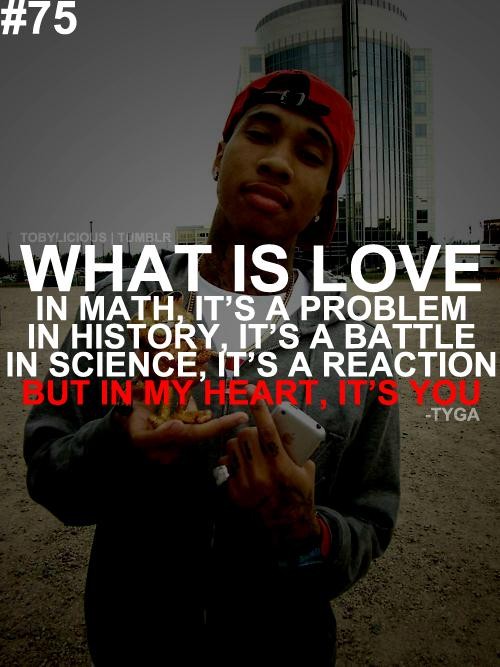 #75
TOBYLICIOUS | TUMBLR
WHAT IS LOVE
IN MATH, IT'S A PROBLEM
IN HISTORY, IT'S A BATTLE
IN SCIENCE, IT'S A REACTION
BUT IN MY HEART, IT'S YOU
-TYGA